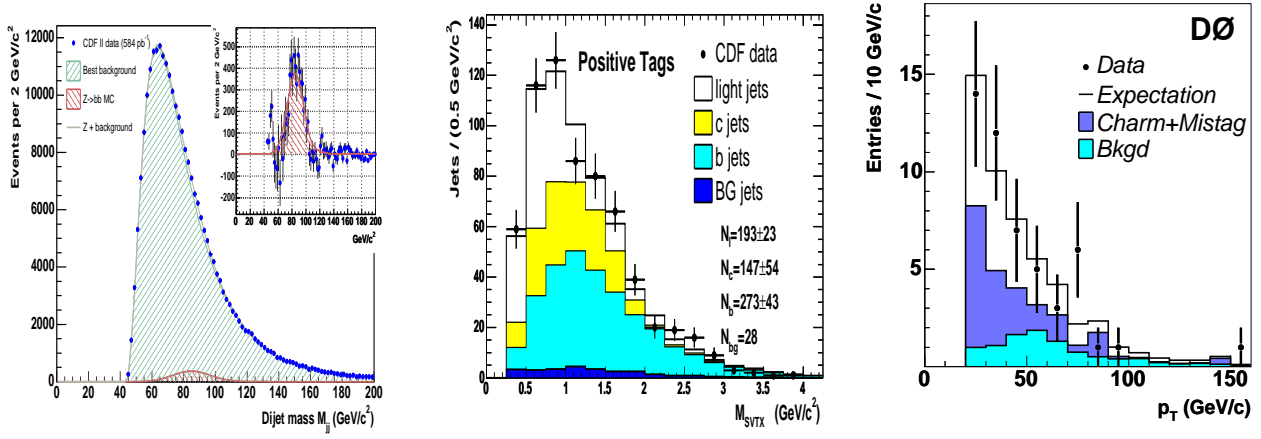 Events per 2 GeV/c²
12000
10000
8000
6000
4000
2000
0
CDF II data (584 pb⁻¹)
Best background
Z->bb MC
Z + background
0 20 40 60 80 100 120 140 160 180 200
Dijet mass M_jj (GeV/c²)
Events per 2 GeV/c²
500
400
300
200
100
0
-100
-200
0 20 40 60 80 100 120 140 160 180 200
GeV/c²
Jets / (0.5 GeV/c²)
140
120
100
80
60
40
20
0
Positive Tags
CDF data
light jets
c jets
b jets
BG jets
N_l=193±23
N_c=147±54
N_b=273±43
N_bg=28
0.5 1 1.5 2 2.5 3 3.5 4
M_SVTX (GeV/c²)
Entries / 10 GeV/c
15
10
5
DØ
Data
Expectation
Charm+Mistag
Bkgd
0 50 100 150
p_T (GeV/c)